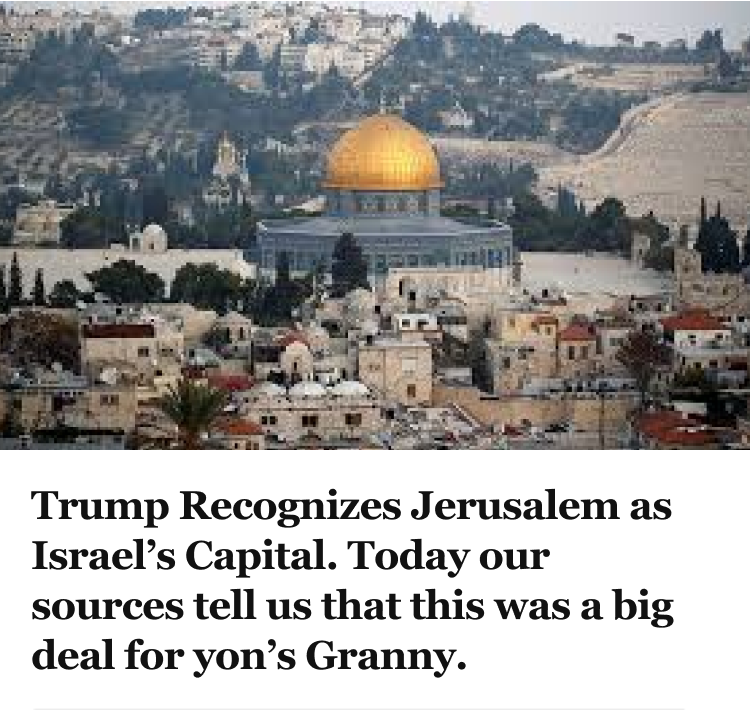 Trump Recognizes Jerusalem as
Israel’s Capital. Today our
sources tell us that this was a big
deal for yon’s Granny.